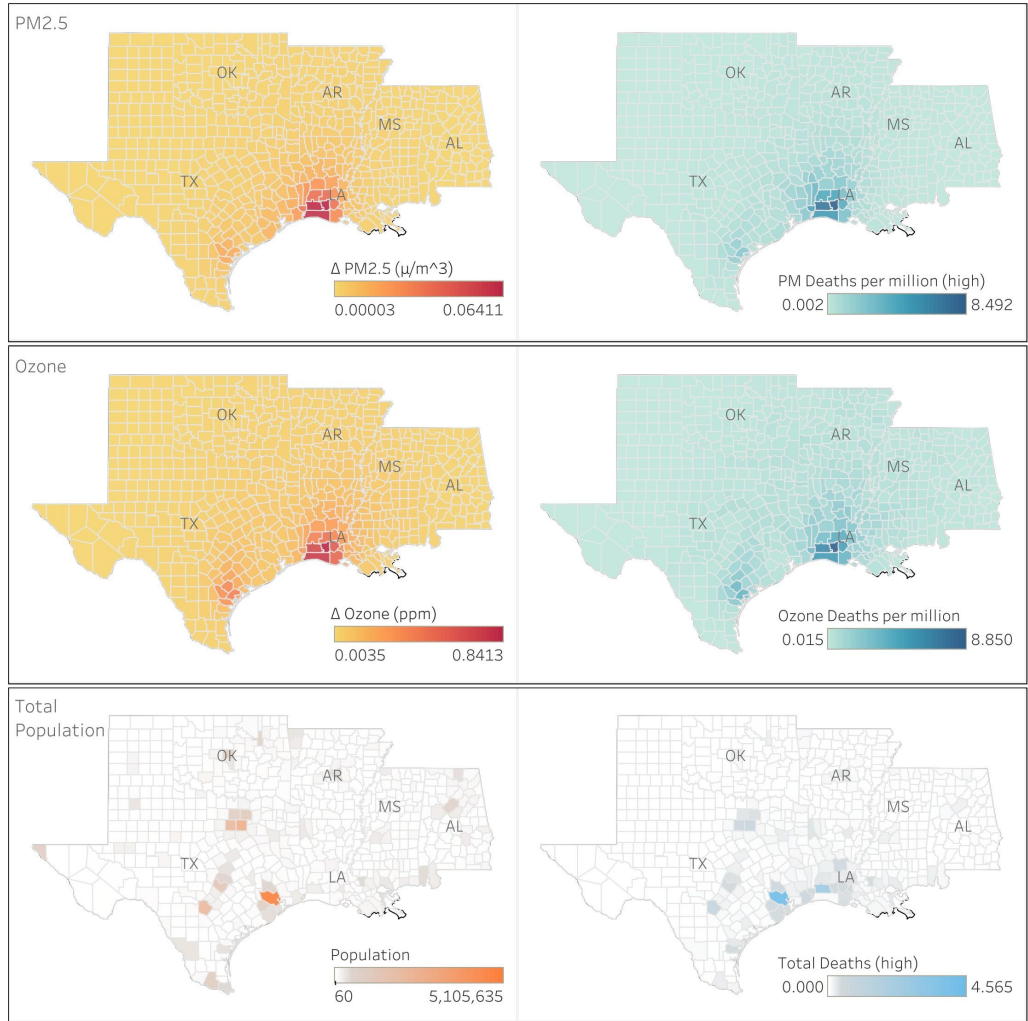 PM2.5
OK
AR
MS
AL
TX
LA
Δ PM2.5 (µ/m^3)
0.00003 0.06411
OK
AR
MS
AL
TX
LA
PM Deaths per million (high)
0.002 8.492
Ozone
OK
AR
MS
AL
TX
LA
Δ Ozone (ppm)
0.0035 0.8413
OK
AR
MS
AL
TX
LA
Ozone Deaths per million
0.015 8.850
Total
Population
OK
AR
MS
AL
TX
LA
Population
60 5,105,635
OK
AR
MS
AL
TX
LA
Total Deaths (high)
0.000 4.565